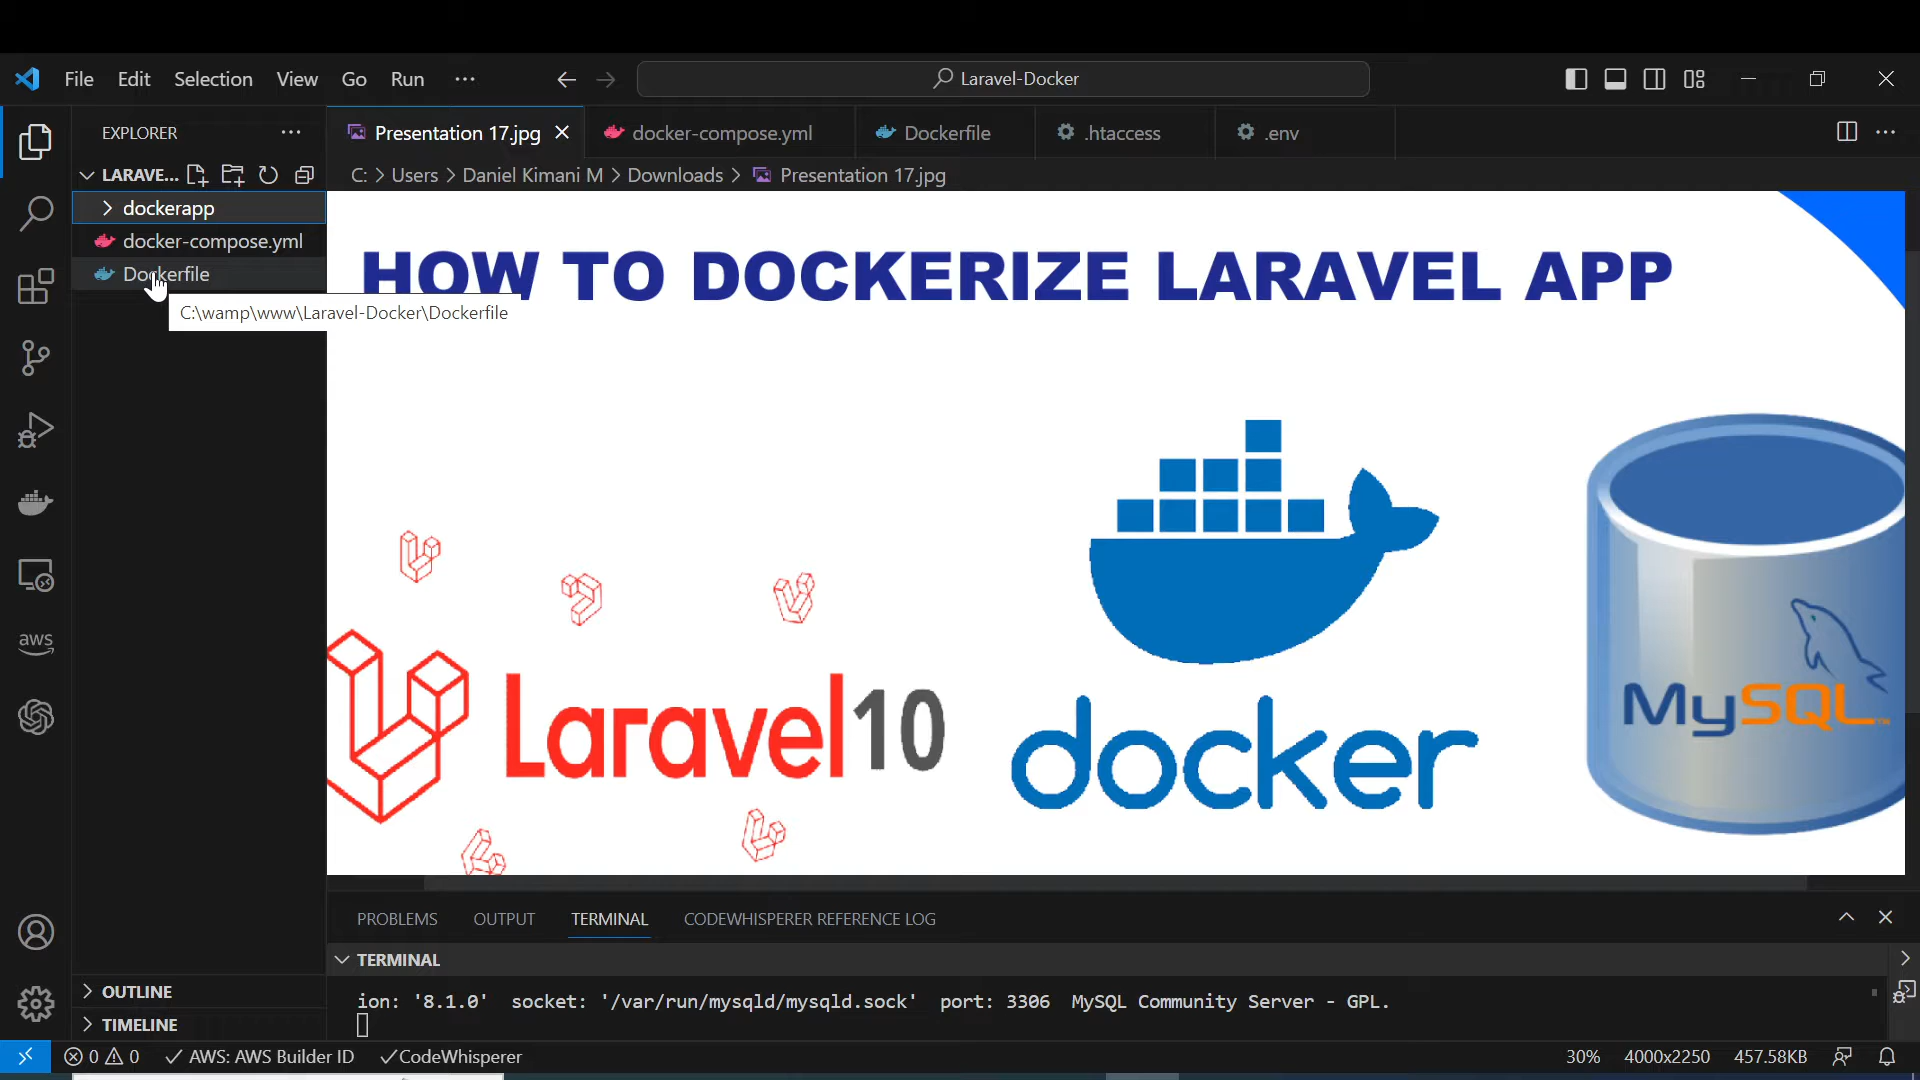 File Edit Selection View Go Run ···
Laravel-Docker
EXPLORER
Presentation 17.jpg
docker-compose.yml
Dockerfile
.htaccess
.env
LARAVE...
C: > Users > Daniel Kimani M > Downloads > Presentation 17.jpg
dockerapp
docker-compose.yml
Dockerfile
C:\wamp\www\Laravel-Docker\Dockerfile
HOW TO DOCKERIZE LARAVEL APP
Laravel10
docker
MySQL™
aws
PROBLEMS OUTPUT TERMINAL CODEWHISPERER REFERENCE LOG
TERMINAL
ion: '8.1.0' socket: '/var/run/mysqld/mysqld.sock' port: 3306 MySQL Community Server - GPL.
OUTLINE
TIMELINE
0 0 AWS: AWS Builder ID CodeWhisperer
30% 4000x2250 457.58KB